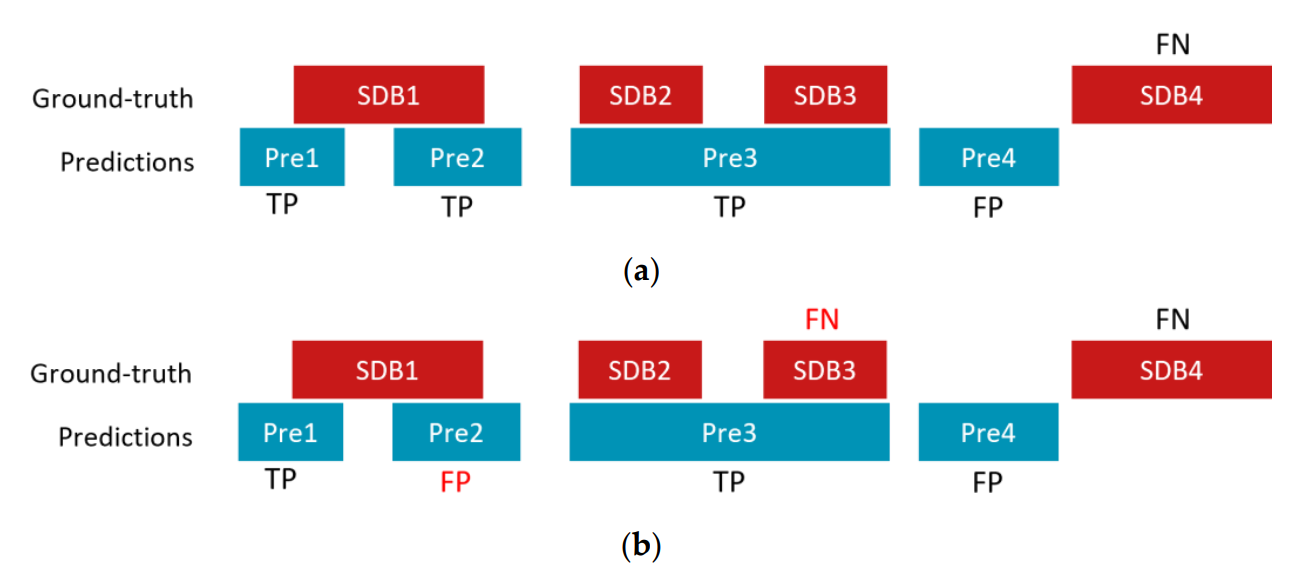 FN
Ground-truth SDB1 SDB2 SDB3 SDB4
Predictions Pre1 Pre2 Pre3 Pre4
TP TP TP FP
(a)
FN FN
Ground-truth SDB1 SDB2 SDB3 SDB4
Predictions Pre1 Pre2 Pre3 Pre4
TP FP TP FP
(b)